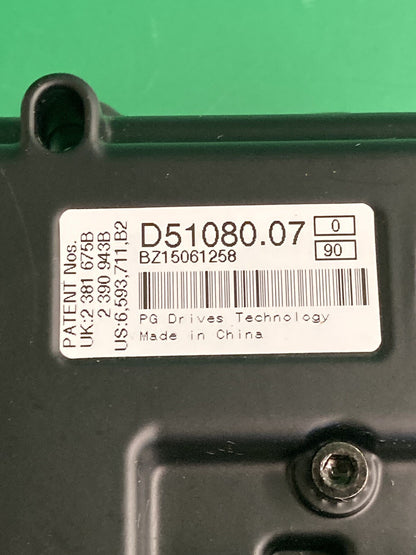 PATENT Nos.
UK:2 381 675B
2 390 943B
US:6,593,711,B2
D51080.07
0
90
BZ15061258
PG Drives Technology
Made in China